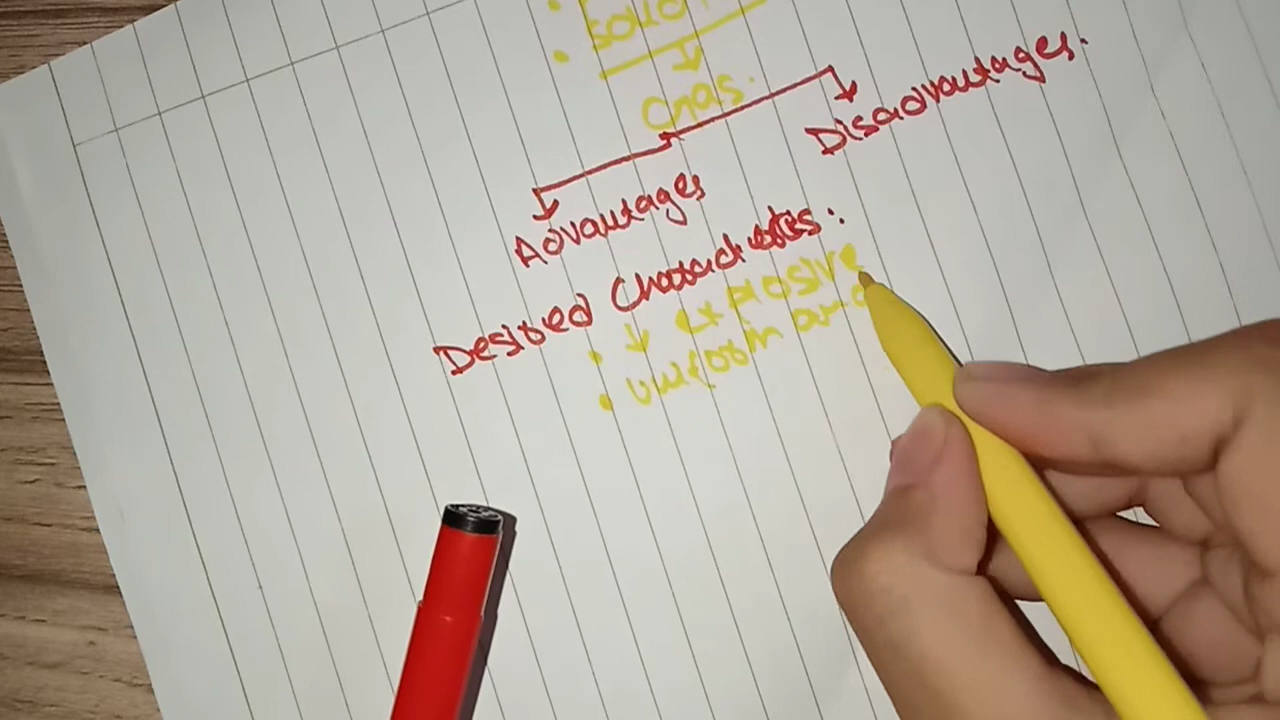 Gas.
Advantages
Disadvantages.
Desired Characteristics:
• ↓ explosive
• uniform